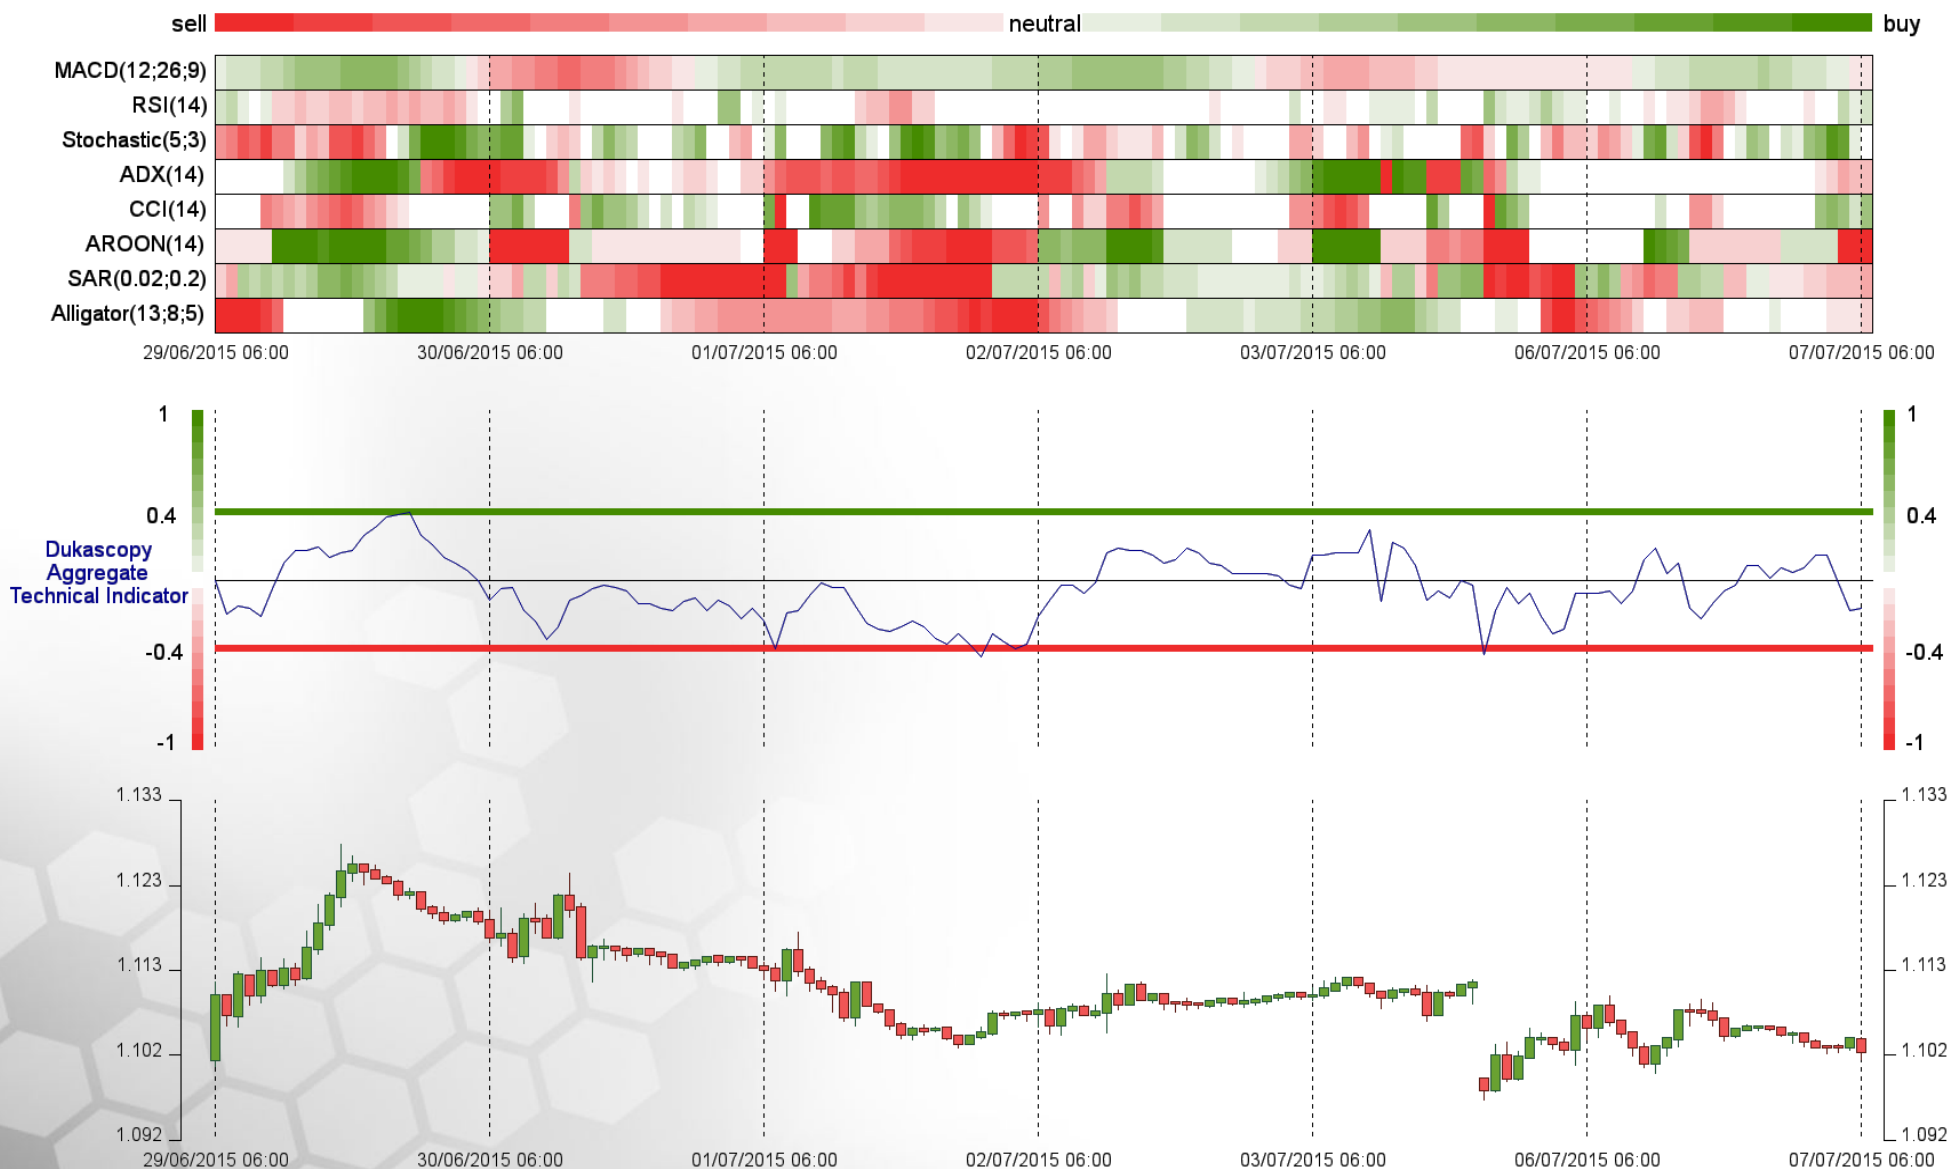 sell neutral buy
MACD(12;26;9)
RSI(14)
Stochastic(5;3)
ADX(14)
CCI(14)
AROON(14)
SAR(0.02;0.2)
Alligator(13;8;5)
29/06/2015 06:00 30/06/2015 06:00 01/07/2015 06:00 02/07/2015 06:00 03/07/2015 06:00 06/07/2015 06:00 07/07/2015 06:00
1 1
0.4 0.4
Dukascopy
Aggregate
Technical Indicator
-0.4 -0.4
-1 -1
1.133 1.133
1.123 1.123
1.113 1.113
1.102 1.102
1.092 1.092
29/06/2015 06:00 30/06/2015 06:00 01/07/2015 06:00 02/07/2015 06:00 03/07/2015 06:00 06/07/2015 06:00 07/07/2015 06:00